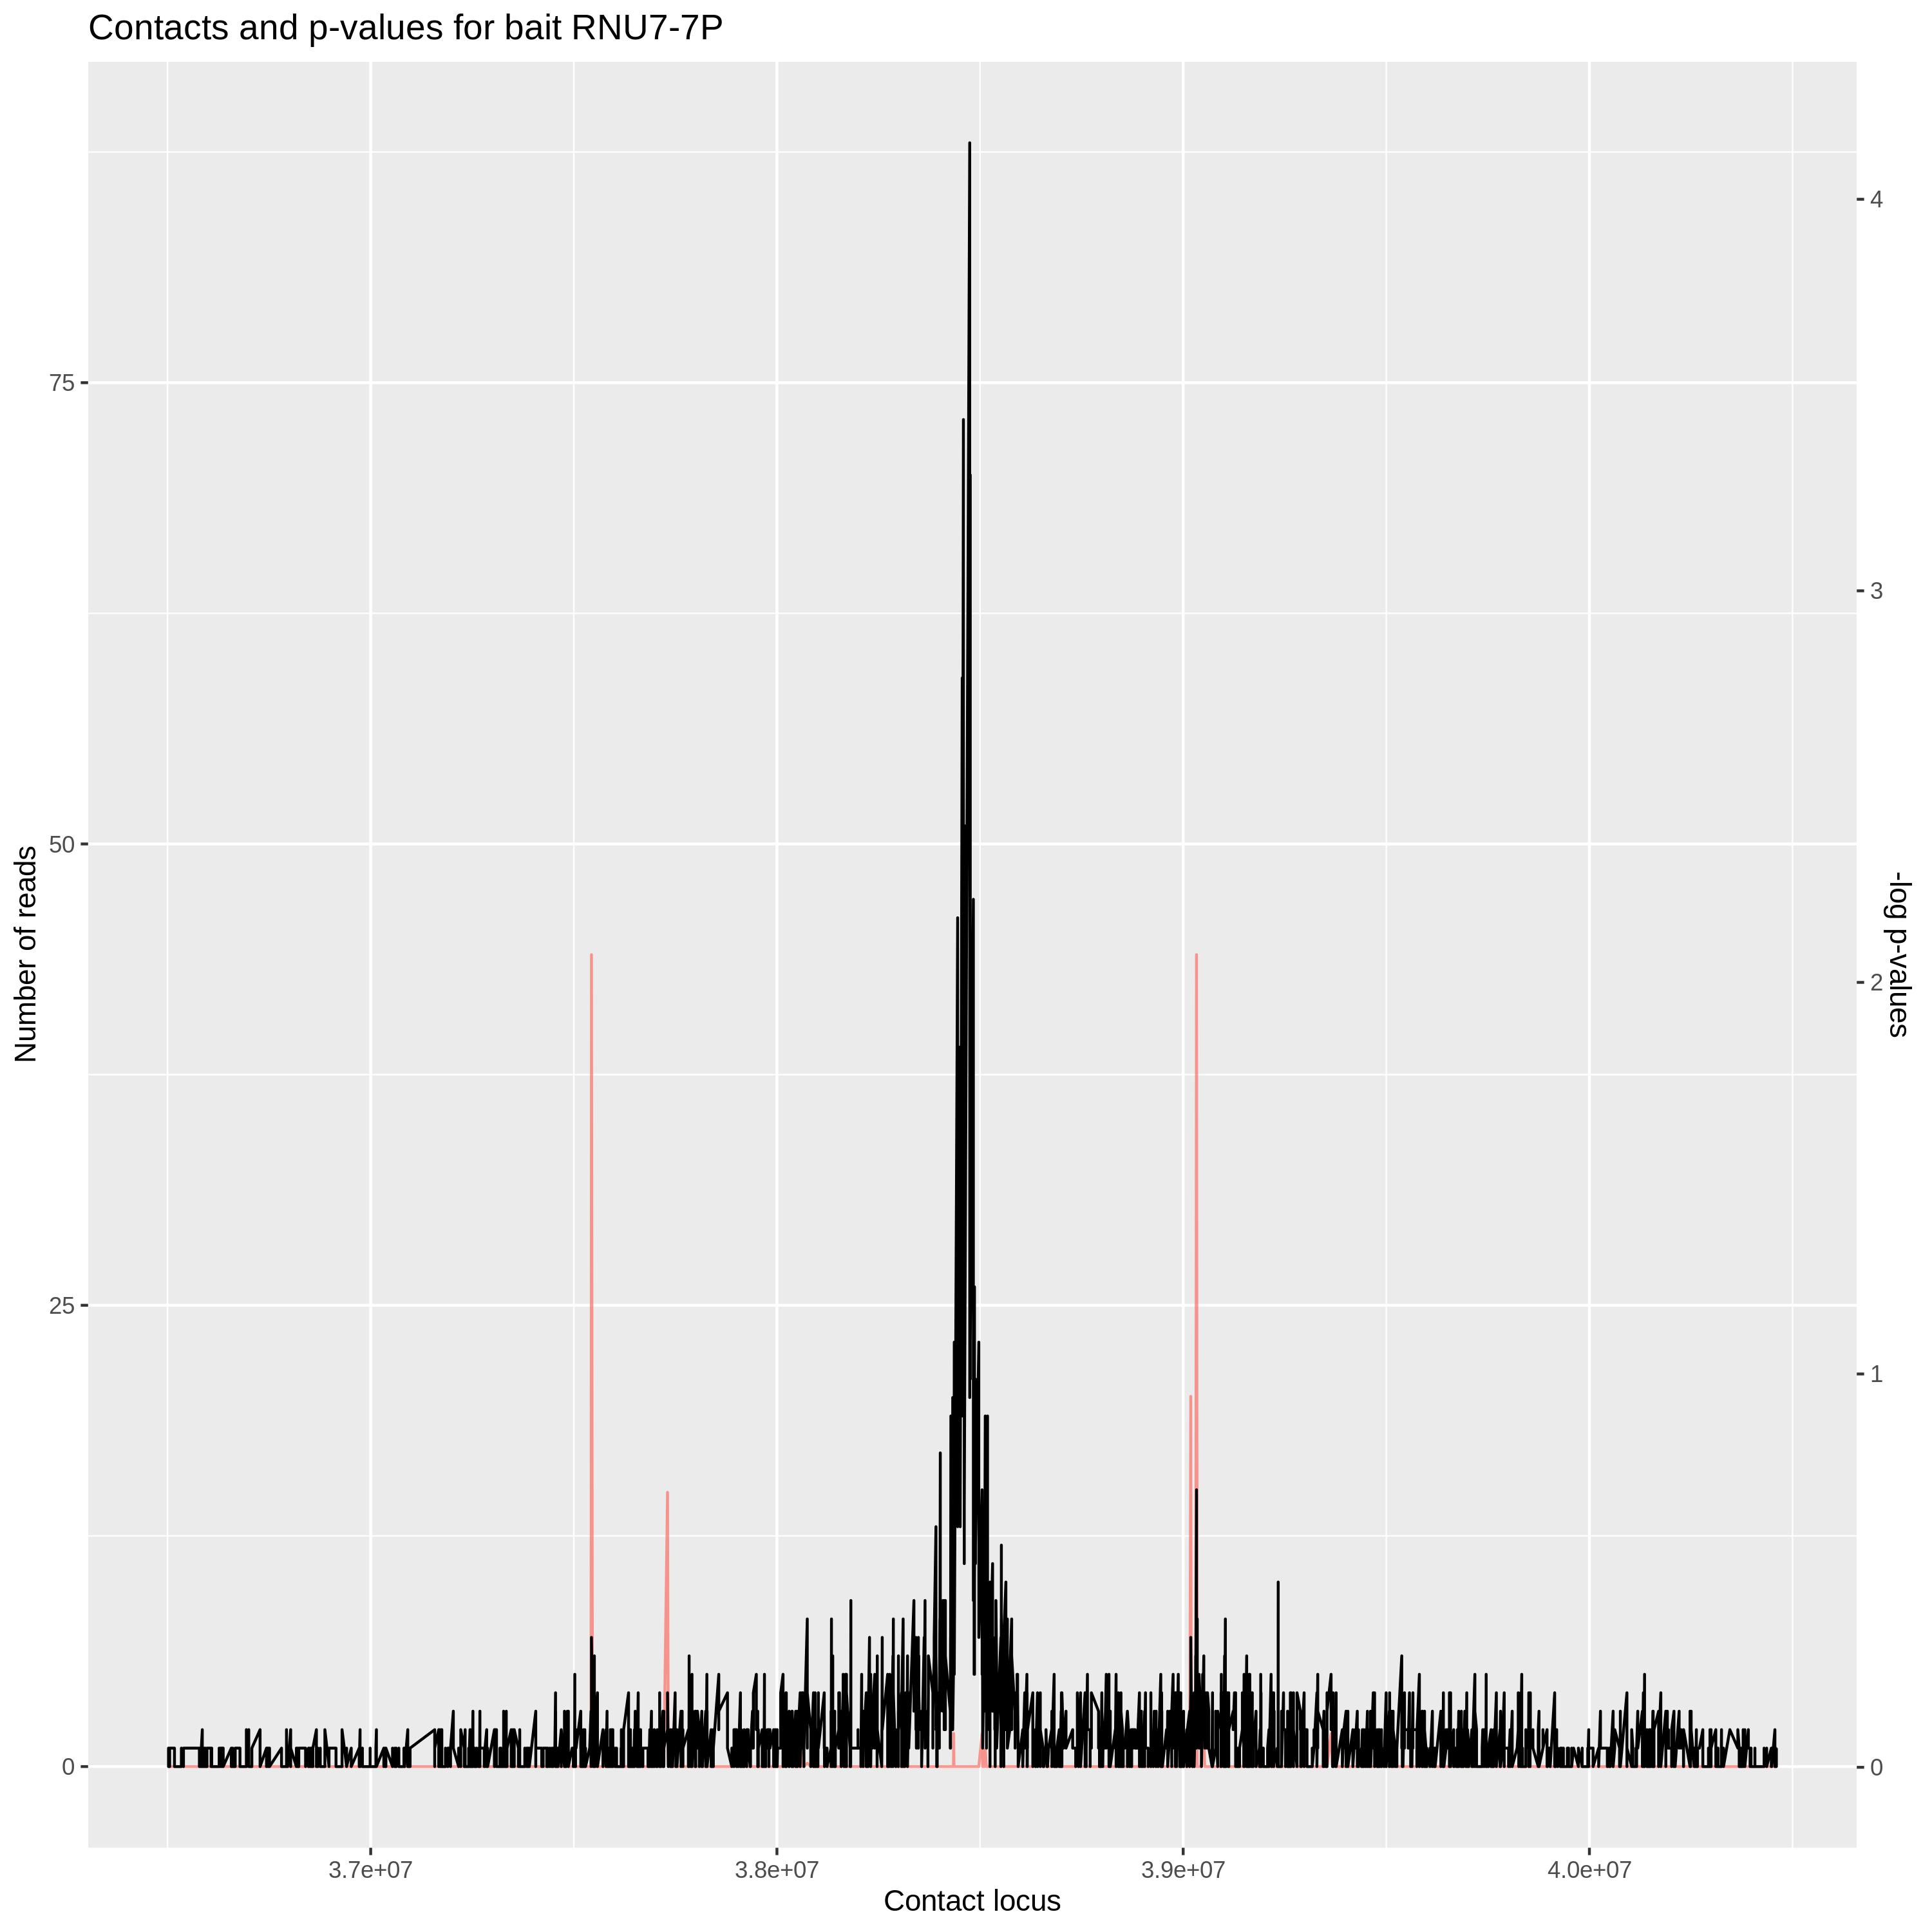 Contacts and p-values for bait RNU7-7P
75
50
25
0
Number of reads
4
3
2
1
0
-log p-values
3.7e+07
3.8e+07
3.9e+07
4.0e+07
Contact locus